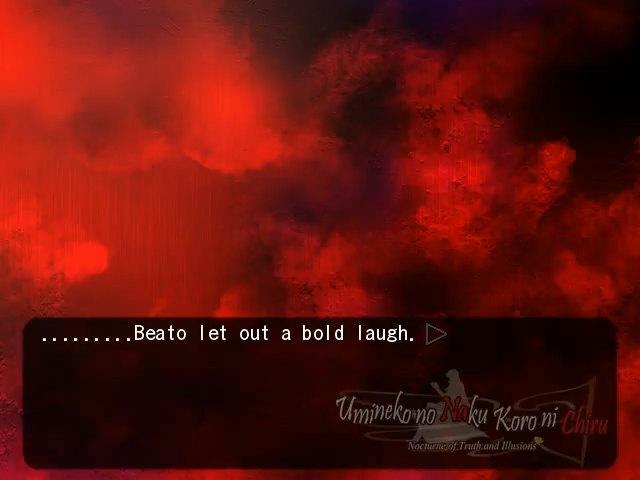 .........Beato let out a bold laugh.
Umineko no Naku Koro ni Chiru
Nocturne of Truth and Illusions